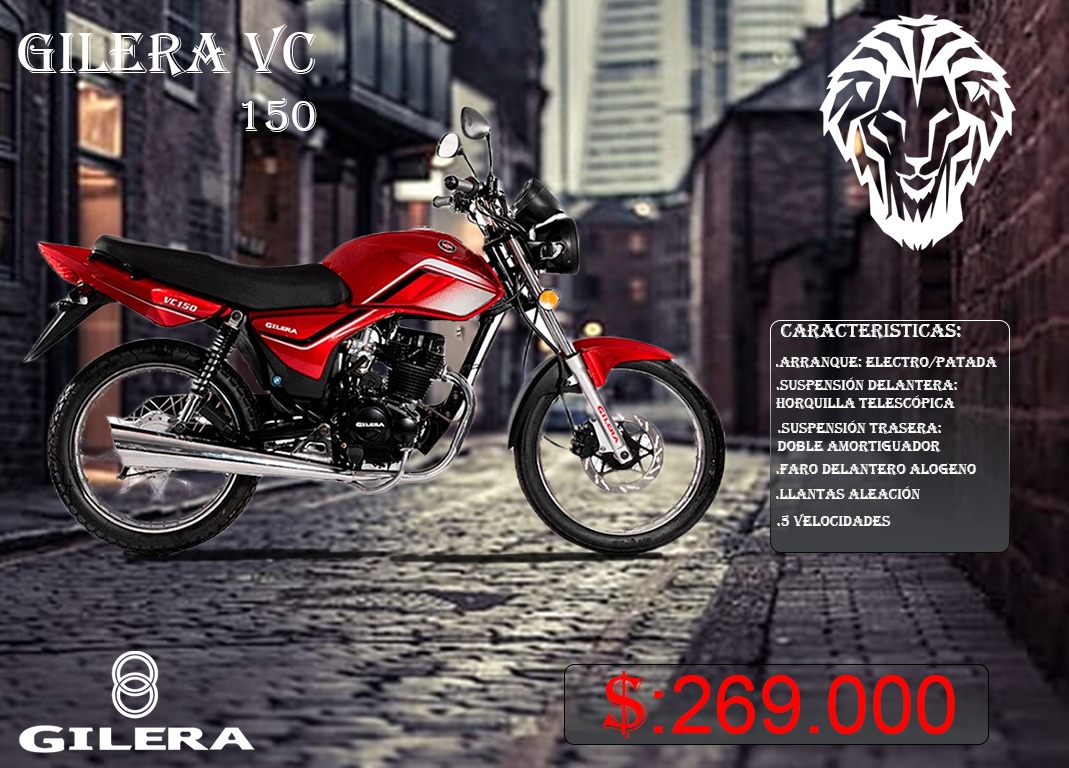 GILERA VC
150
VC150
GILERA
GILERA
GILERA
CARACTERISTICAS:
.ARRANQUE: ELECTRO/PATADA
.SUSPENSIÓN DELANTERA:
HORQUILLA TELESCÓPICA
.SUSPENSIÓN TRASERA:
DOBLE AMORTIGUADOR
.FARO DELANTERO ALOGENO
.LLANTAS ALEACIÓN
.5 VELOCIDADES
GILERA
$:269.000